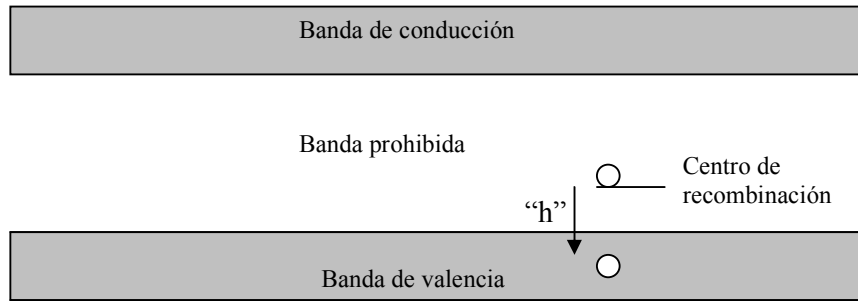 Banda de conducción
Banda prohibida
Centro de
recombinación
“h”
Banda de valencia